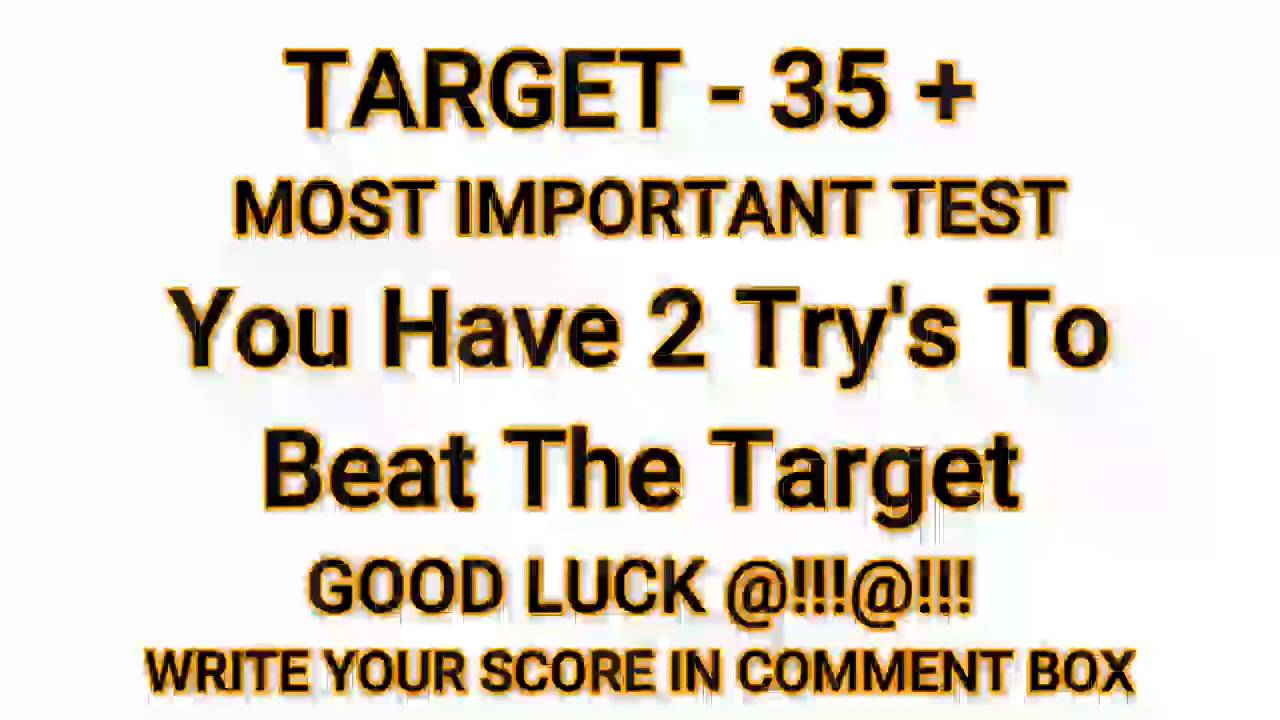 TARGET - 35 +
MOST IMPORTANT TEST
You Have 2 Try's To
Beat The Target
GOOD LUCK @!!!@!!!
WRITE YOUR SCORE IN COMMENT BOX